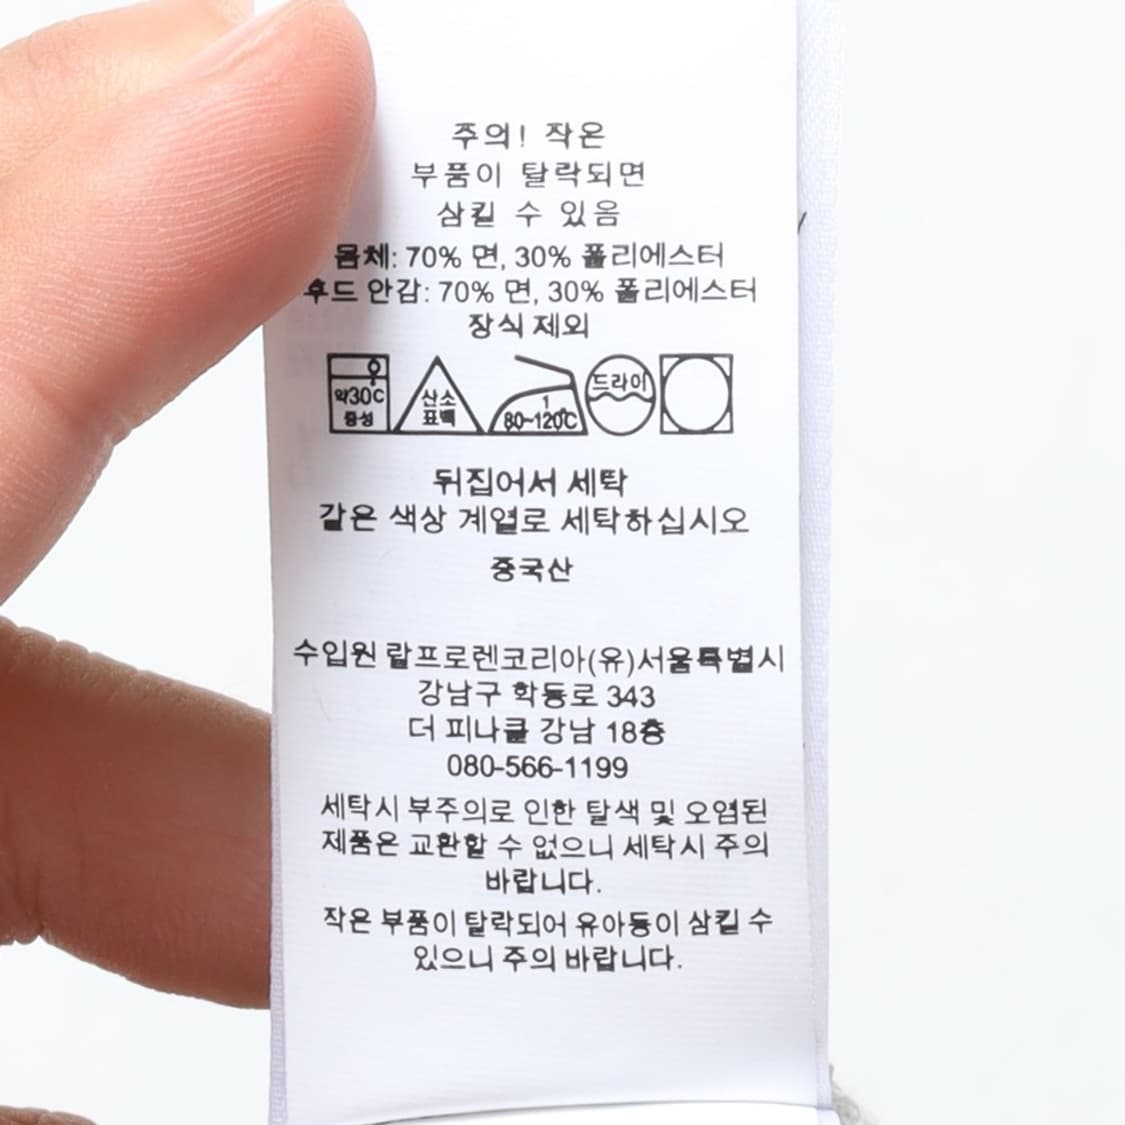 주의! 작은
부품이 탈락되면
삼킬 수 있음
몸체: 70% 면, 30% 폴리에스터
후드 안감: 70% 면, 30% 폴리에스터
장식 제외
약30℃
중성
산소
표백
1
80~120℃
드라이
뒤집어서 세탁
같은 색상 계열로 세탁하십시오
중국산
수입원 랄프로렌코리아(유)서울특별시
강남구 학동로 343
더 피나클 강남 18층
080-566-1199
세탁시 부주의로 인한 탈색 및 오염된
제품은 교환할 수 없으니 세탁시 주의
바랍니다.
작은 부품이 탈락되어 유아등이 삼킬 수
있으니 주의 바랍니다.